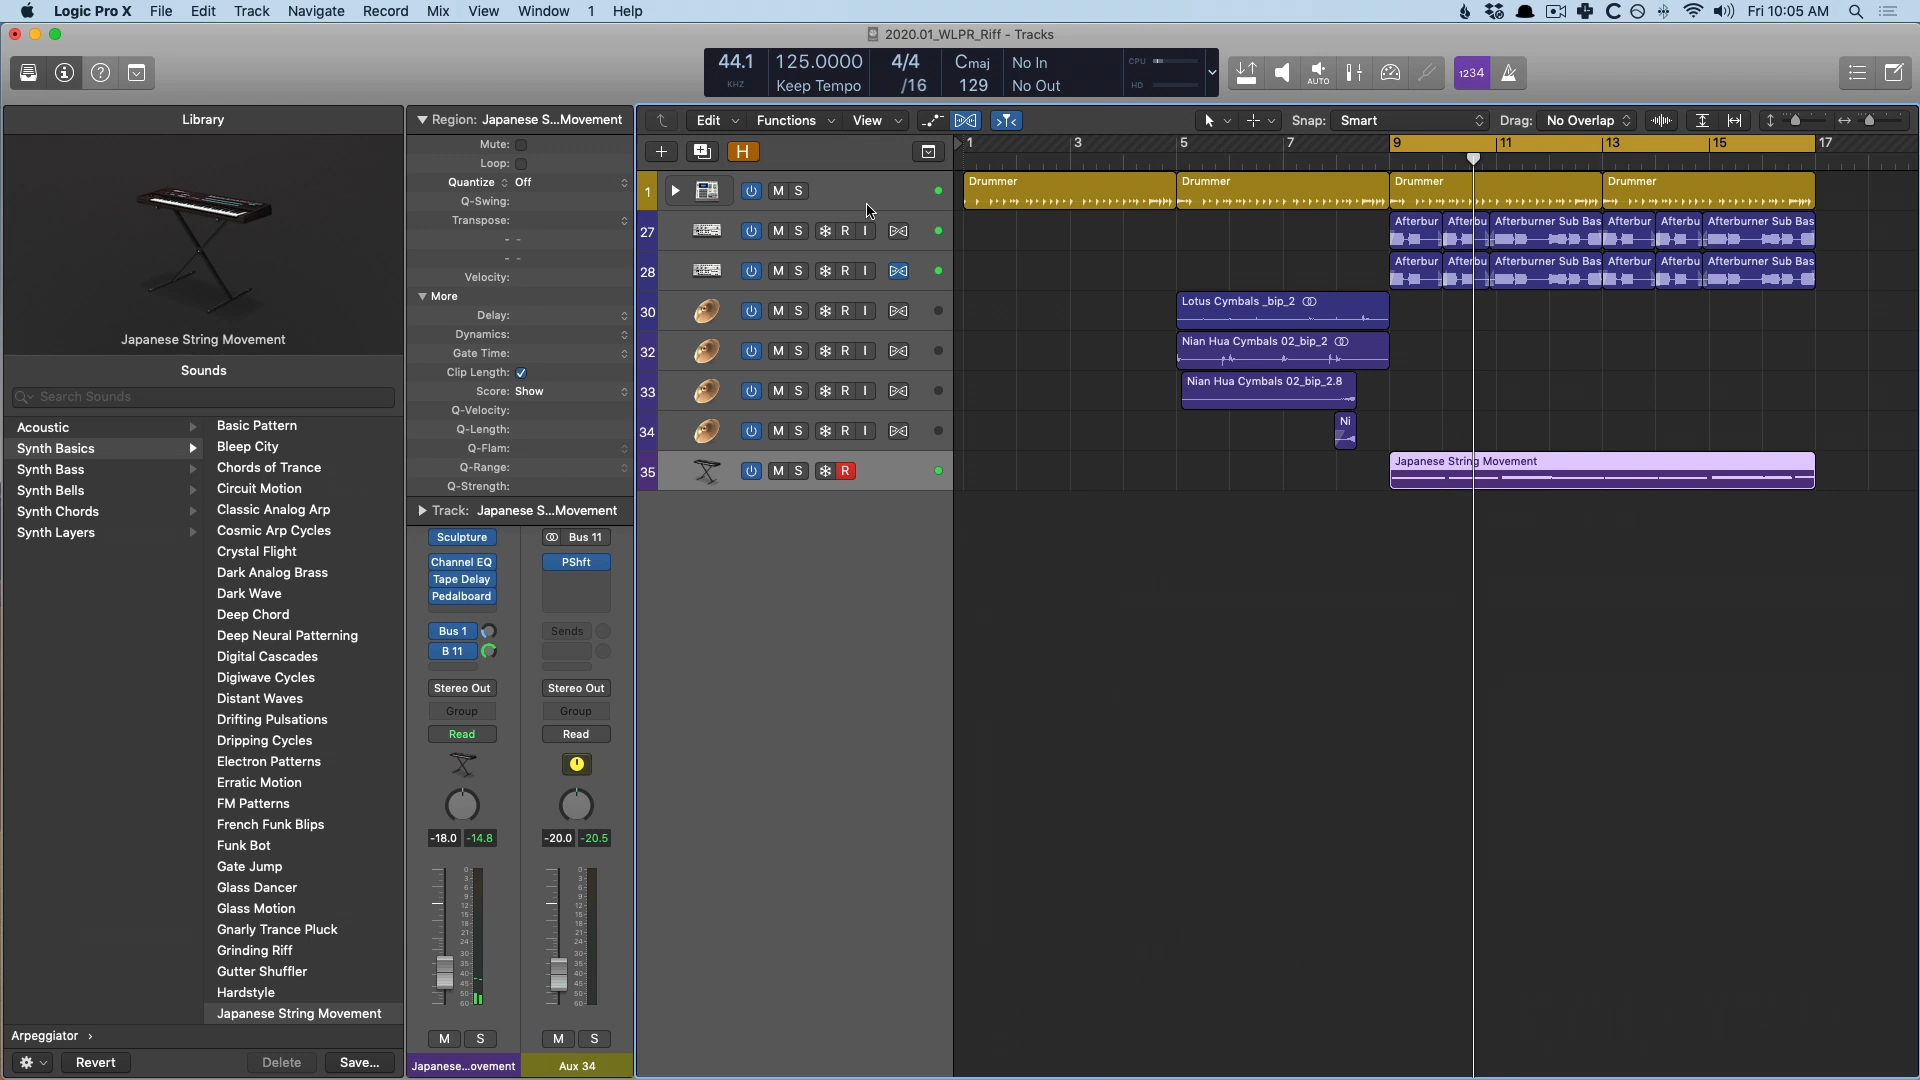 Logic Pro X File Edit Track Navigate Record Mix View Window 1 Help
Fri 10:05 AM
2020.01_WLPR_Riff - Tracks
44.1 125.0000 4/4 Cmaj No In
KHZ Keep Tempo /16 129 No Out
CPU
HD
AUTO
1234
Library
Japanese String Movement
Sounds
Search Sounds
Acoustic
Synth Basics
Synth Bass
Synth Bells
Synth Chords
Synth Layers
Basic Pattern
Bleep City
Chords of Trance
Circuit Motion
Classic Analog Arp
Cosmic Arp Cycles
Crystal Flight
Dark Analog Brass
Dark Wave
Deep Chord
Deep Neural Patterning
Digital Cascades
Digiwave Cycles
Distant Waves
Drifting Pulsations
Dripping Cycles
Electron Patterns
Erratic Motion
FM Patterns
French Funk Blips
Funk Bot
Gate Jump
Glass Dancer
Glass Motion
Gnarly Trance Pluck
Grinding Riff
Gutter Shuffler
Hardstyle
Japanese String Movement
Arpeggiator
Revert Delete Save...
Region: Japanese S...Movement
Mute:
Loop:
Quantize Off
Q-Swing:
Transpose:
- -
- -
Velocity:
More
Delay:
Dynamics:
Gate Time:
Clip Length:
Score: Show
Q-Velocity:
Q-Length:
Q-Flam:
Q-Range:
Q-Strength:
Track: Japanese S...Movement
Sculpture Bus 11
Channel EQ PShft
Tape Delay
Pedalboard
Bus 1 Sends
B 11
Stereo Out Stereo Out
Group Group
Read Read
-18.0 -14.8 -20.0 -20.5
M S M S
Japanese...ovement Aux 34
Edit Functions View Snap: Smart Drag: No Overlap
H
1 3 5 7 9 11 13 15 17
1 M S Drummer Drummer Drummer Drummer
27 M S R I Afterbur Afterbu Afterburner Sub Bas Afterbur Afterbu Afterburner Sub Bas
28 M S R I Afterbur Afterbu Afterburner Sub Bas Afterbur Afterbu Afterburner Sub Bas
30 M S R I Lotus Cymbals _bip_2
32 M S R I Nian Hua Cymbals 02_bip_2
33 M S R I Nian Hua Cymbals 02_bip_2.8
34 M S R I Ni
35 M S R Japanese String Movement